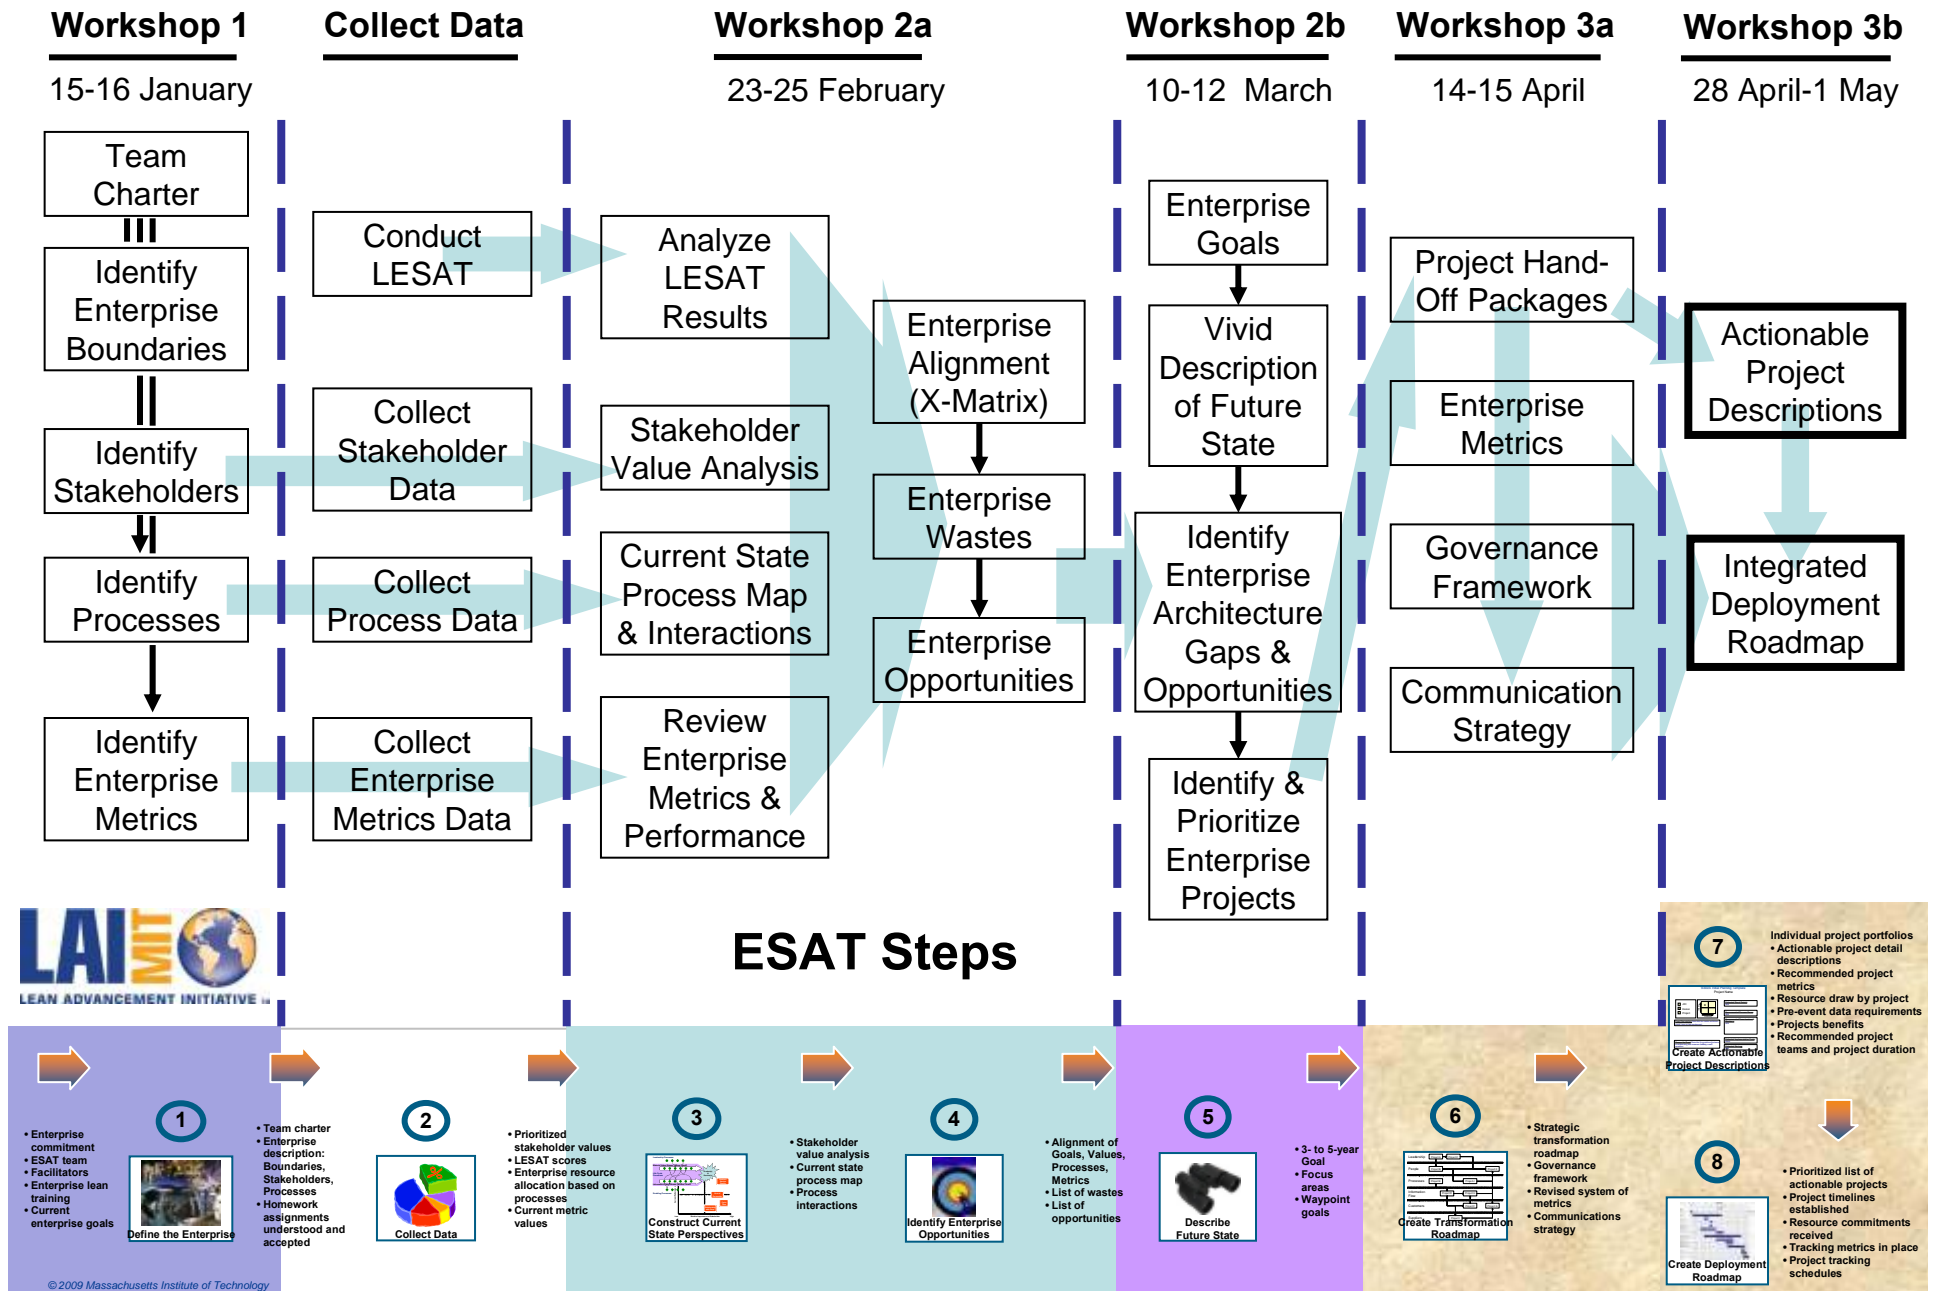 Workshop 1
15-16 January
Collect Data
Workshop 2a
23-25 February
Workshop 2b
10-12 March
Workshop 3a
14-15 April
Workshop 3b
28 April-1 May
Team
Charter
Identify
Enterprise
Boundaries
Identify
Stakeholders
Identify
Processes
Identify
Enterprise
Metrics
Conduct
LESAT
Collect
Stakeholder
Data
Collect
Process Data
Collect
Enterprise
Metrics Data
Analyze
LESAT
Results
Stakeholder
Value Analysis
Current State
Process Map
& Interactions
Review
Enterprise
Metrics &
Performance
Enterprise
Alignment
(X-Matrix)
Enterprise
Wastes
Enterprise
Opportunities
Enterprise
Goals
Vivid
Description
of Future
State
Identify
Enterprise
Architecture
Gaps &
Opportunities
Identify &
Prioritize
Enterprise
Projects
Project Hand-
Off Packages
Enterprise
Metrics
Governance
Framework
Communication
Strategy
Actionable
Project
Descriptions
Integrated
Deployment
Roadmap
LAI
MIT
LEAN ADVANCEMENT INITIATIVE
ESAT Steps
• Enterprise
commitment
• ESAT team
• Facilitators
• Enterprise lean
training
• Current
enterprise goals
1
Define the Enterprise
• Team charter
• Enterprise
description:
Boundaries,
Stakeholders,
Processes
• Homework
assignments
understood and
accepted
2
Collect Data
• Prioritized
stakeholder values
• LESAT scores
• Enterprise resource
allocation based on
processes
• Current metric
values
3
Construct Current
State Perspectives
• Stakeholder
value analysis
• Current state
process map
• Process
interactions
4
Identify Enterprise
Opportunities
• Alignment of
Goals, Values,
Processes,
Metrics
• List of wastes
• List of
opportunities
5
Describe
Future State
• 3- to 5-year
Goal
• Focus
areas
• Waypoint
goals
6
Create Transformation
Roadmap
• Strategic
transformation
roadmap
• Governance
framework
• Revised system of
metrics
• Communications
strategy
7
Create Actionable
Project Descriptions
Individual project portfolios
• Actionable project detail
descriptions
• Recommended project
metrics
• Resource draw by project
• Pre-event data requirements
• Projects benefits
• Recommended project
teams and project duration
8
Create Deployment
Roadmap
• Prioritized list of
actionable projects
• Project timelines
established
• Resource commitments
received
• Tracking metrics in place
• Project tracking
schedules
© 2009 Massachusetts Institute of Technology